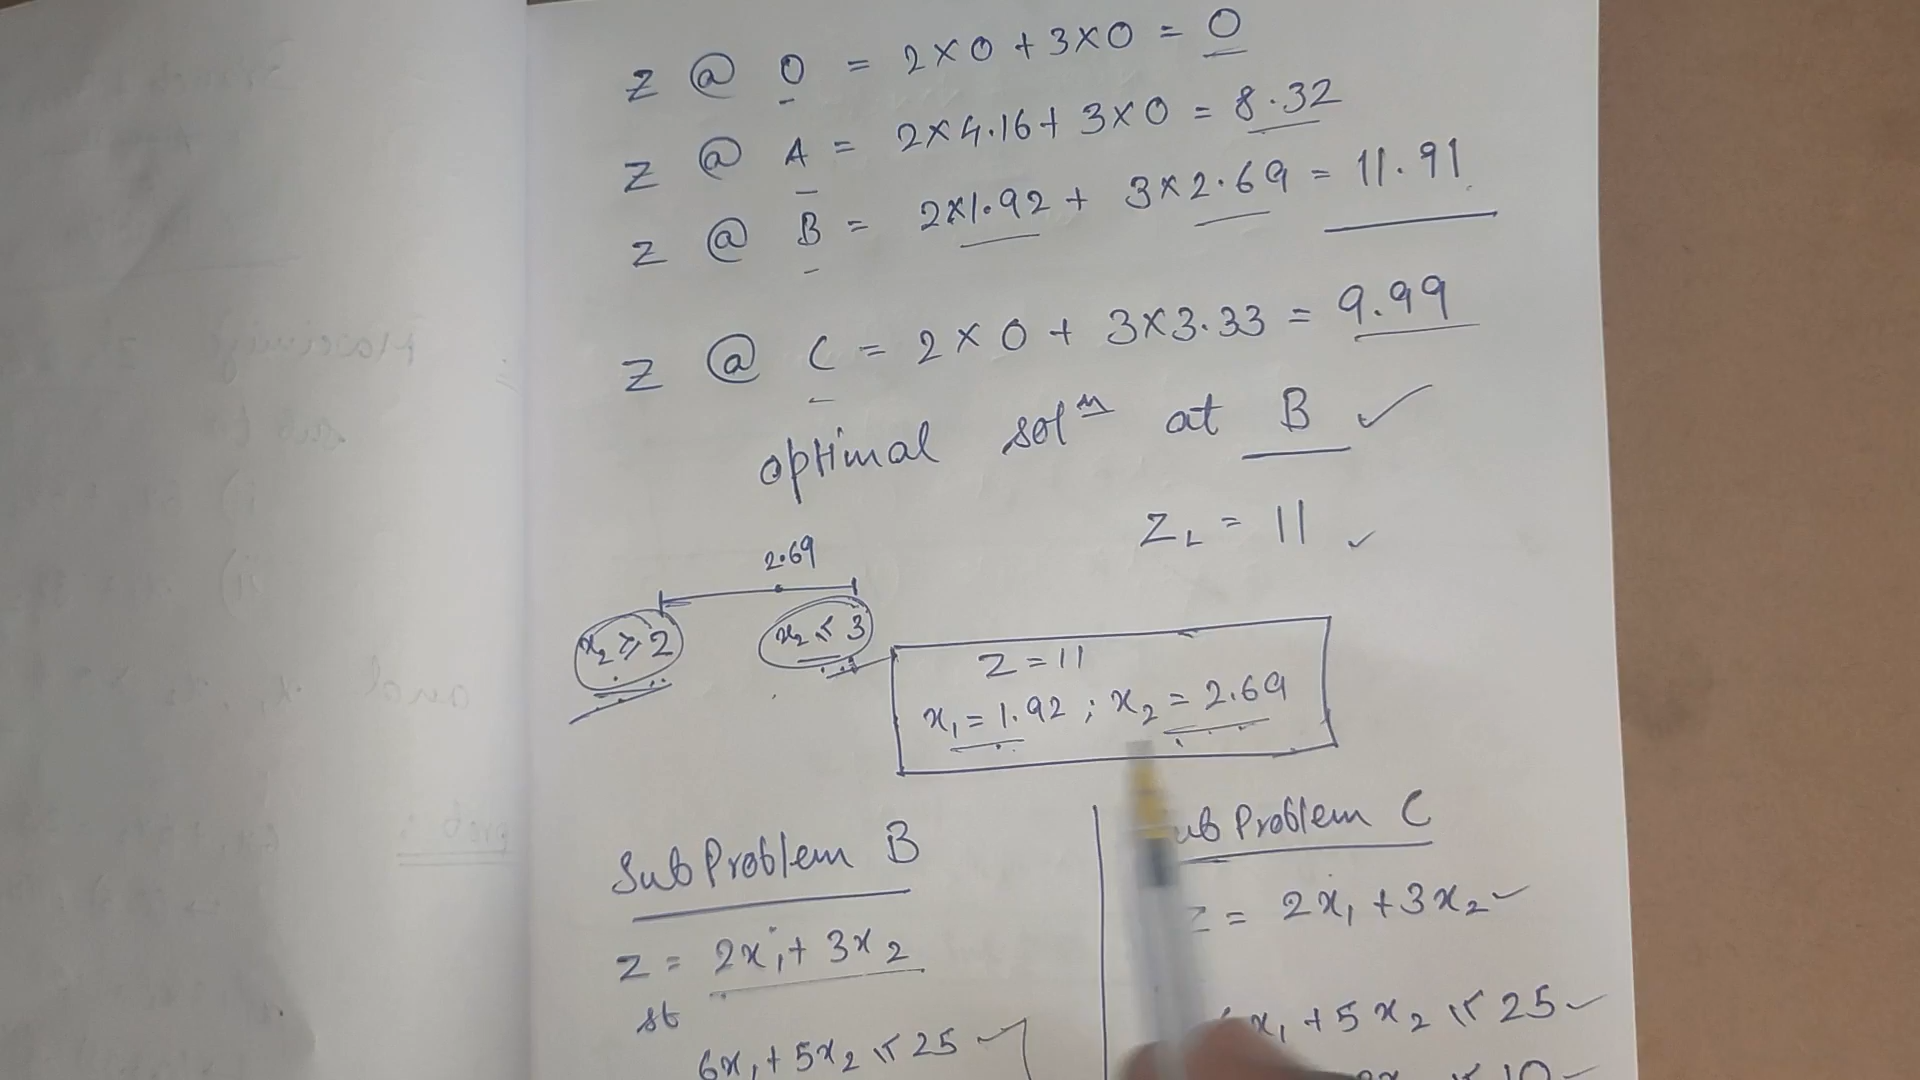 Z @ O = 2×0 + 3×0 = 0
Z @ A = 2×4.16 + 3×0 = 8.32
Z @ B = 2×1.92 + 3×2.69 = 11.91
Z @ C = 2×0 + 3×3.33 = 9.99
optimal solⁿ at B ✓
Z_L = 11 ✓
2.69
x₂ ≥ 2 x₂ ≤ 3
Z = 11
x₁ = 1.92 ; x₂ = 2.69
SubProblem B
Z = 2x₁ + 3x₂
st
6x₁ + 5x₂ ≤ 25
ub Problem C
Z = 2x₁ + 3x₂ ✓
x₁ + 5x₂ ≤ 25 ✓
≤ 10